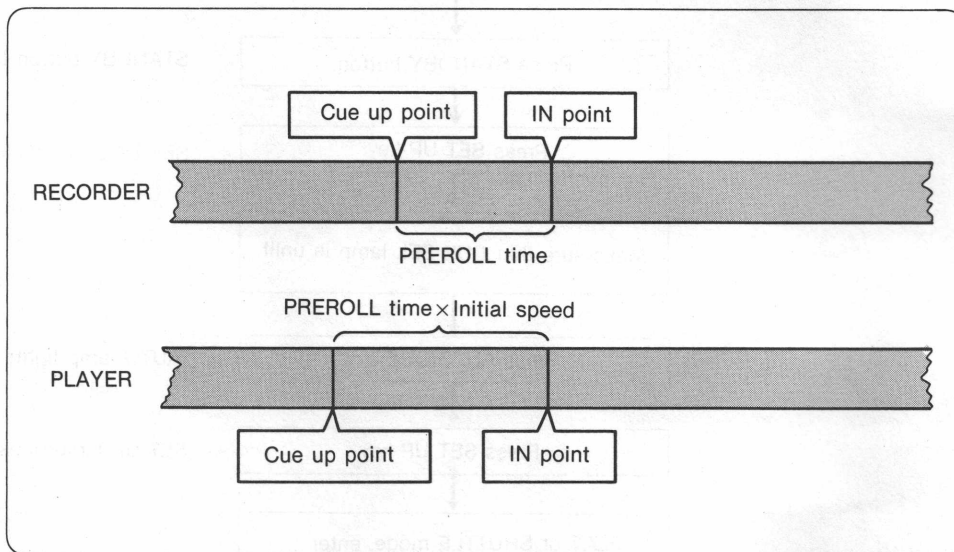 Cue up point IN point
RECORDER
PREROLL time
PREROLL time×Initial speed
PLAYER
Cue up point IN point